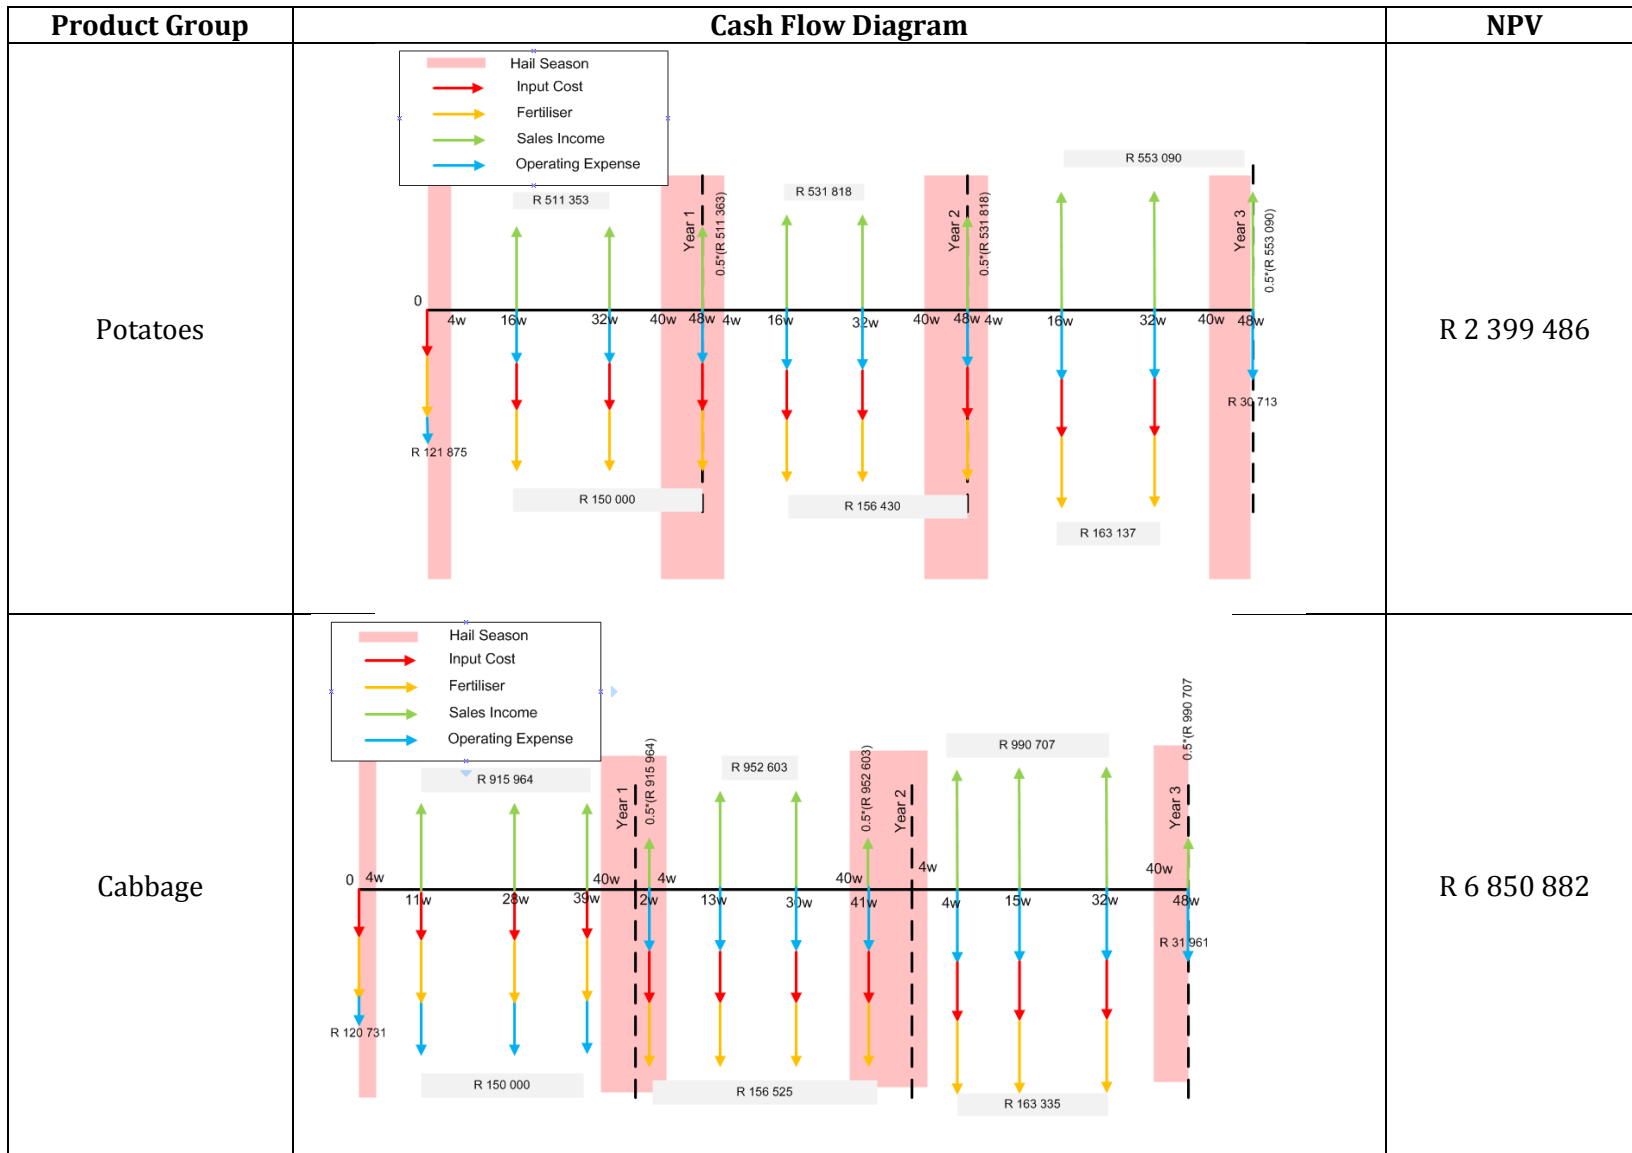 Product Group
Cash Flow Diagram
NPV
Potatoes
Hail Season
Input Cost
Fertiliser
Sales Income
Operating Expense
R 511 353
R 531 818
R 553 090
Year 1
0.5*(R 511 363)
Year 2
0.5*(R 531 818)
Year 3
0.5*(R 553 090)
0
4w
16w
32w
40w
48w
4w
16w
32w
40w
48w
4w
16w
32w
40w
48w
R 121 875
R 30 713
R 150 000
R 156 430
R 163 137
R 2 399 486
Cabbage
Hail Season
Input Cost
Fertiliser
Sales Income
Operating Expense
R 915 964
R 952 603
R 990 707
Year 1
0.5*(R 915 964)
0.5*(R 952 603)
Year 2
Year 3
0.5*(R 990 707)
0
4w
11w
28w
39w
40w
2w
4w
13w
30w
40w
41w
4w
4w
15w
32w
40w
48w
R 120 731
R 31 961
R 150 000
R 156 525
R 163 335
R 6 850 882